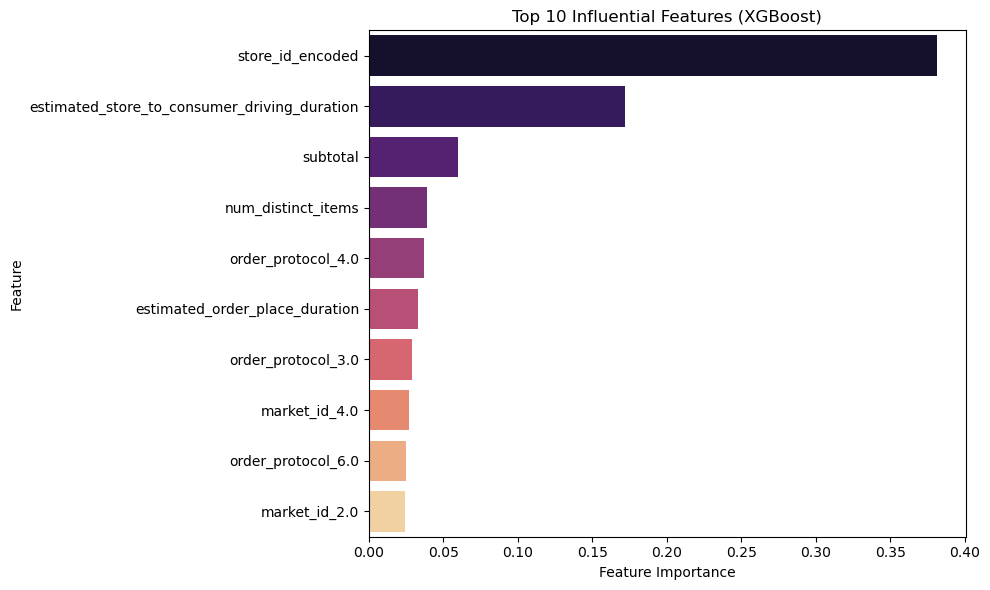 Top 10 Influential Features (XGBoost)
Feature
store_id_encoded
estimated_store_to_consumer_driving_duration
subtotal
num_distinct_items
order_protocol_4.0
estimated_order_place_duration
order_protocol_3.0
market_id_4.0
order_protocol_6.0
market_id_2.0
0.00 0.05 0.10 0.15 0.20 0.25 0.30 0.35 0.40
Feature Importance